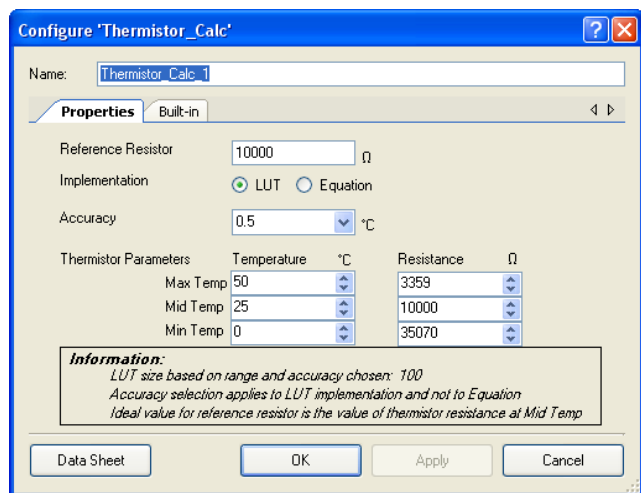 Configure 'Thermistor_Calc'
Name: Thermistor_Calc_1
Properties Built-in
Reference Resistor 10000 Ω
Implementation LUT Equation
Accuracy 0.5 °C
Thermistor Parameters Temperature °C Resistance Ω
Max Temp 50 3359
Mid Temp 25 10000
Min Temp 0 35070
Information:
LUT size based on range and accuracy chosen: 100
Accuracy selection applies to LUT implementation and not to Equation
Ideal value for reference resistor is the value of thermistor resistance at Mid Temp
Data Sheet OK Apply Cancel